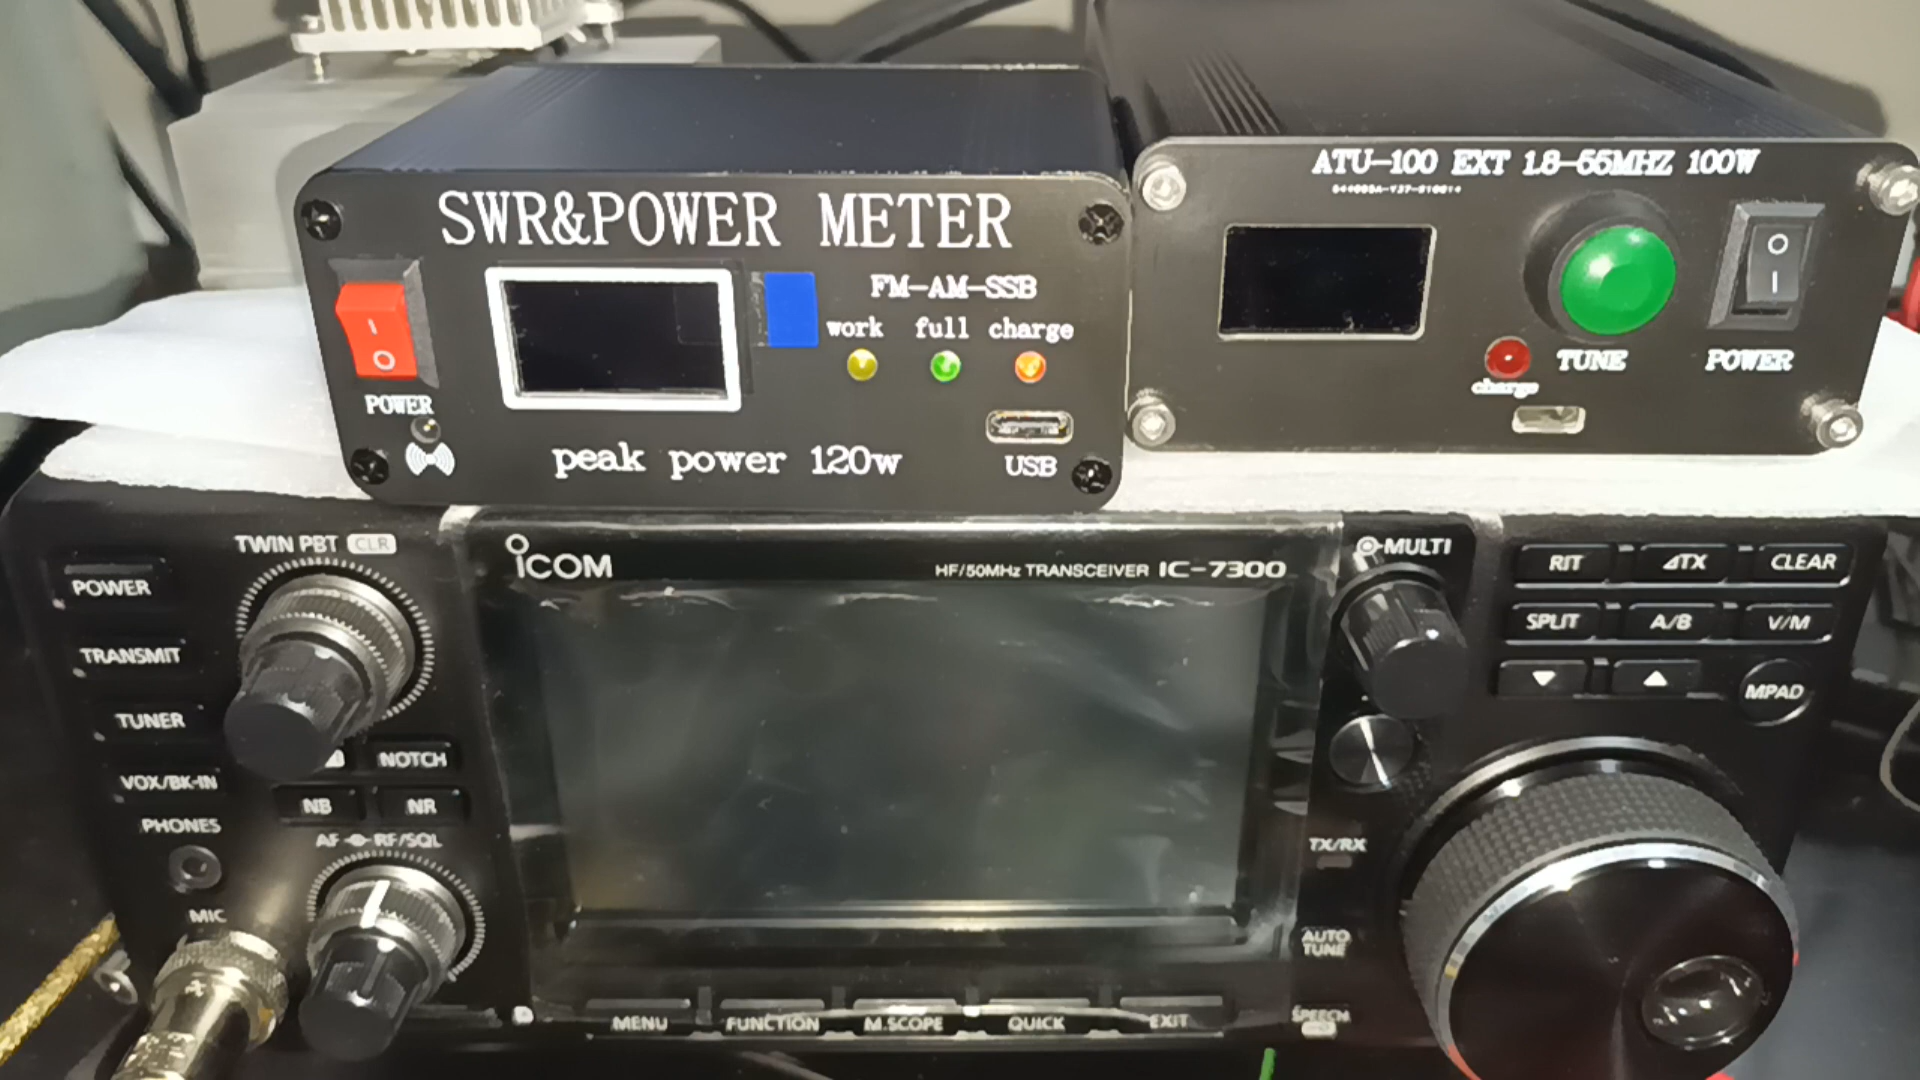 SWR&POWER METER
FM-AM-SSB
work full charge
POWER
peak power 120w
USB
ATU-100 EXT 1.8-55MHZ 100W
TUNE
charge
POWER
TWIN PBT CLR
POWER
TRANSMIT
TUNER
VOX/BK-IN
NOTCH
NB NR
PHONES
AF RF/SQL
MIC
ICOM
HF/50MHz TRANSCEIVER IC-7300
MENU FUNCTION M.SCOPE QUICK EXIT
MULTI
RIT ⊿TX CLEAR
SPLIT A/B V/M
MPAD
TX/RX
AUTO
TUNE
SPEECH